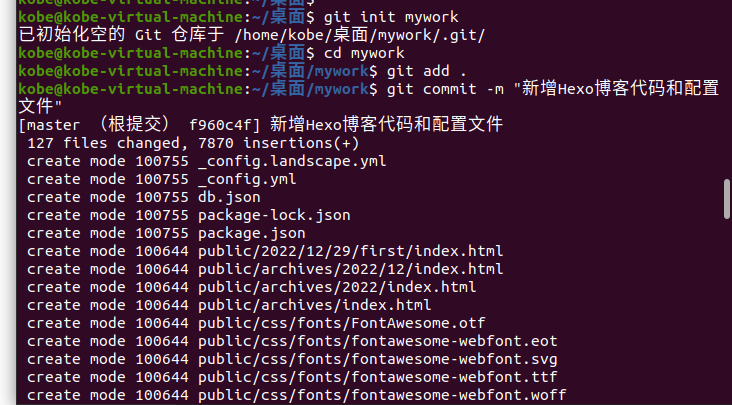 kobe@kobe-virtual-machine:~/桌面$ git init mywork
已初始化空的 Git 仓库于 /home/kobe/桌面/mywork/.git/
kobe@kobe-virtual-machine:~/桌面$ cd mywork
kobe@kobe-virtual-machine:~/桌面/mywork$ git add .
kobe@kobe-virtual-machine:~/桌面/mywork$ git commit -m "新增Hexo博客代码和配置
文件"
[master （根提交） f960c4f] 新增Hexo博客代码和配置文件
 127 files changed, 7870 insertions(+)
 create mode 100755 _config.landscape.yml
 create mode 100755 _config.yml
 create mode 100755 db.json
 create mode 100755 package-lock.json
 create mode 100755 package.json
 create mode 100644 public/2022/12/29/first/index.html
 create mode 100644 public/archives/2022/12/index.html
 create mode 100644 public/archives/2022/index.html
 create mode 100644 public/archives/index.html
 create mode 100644 public/css/fonts/FontAwesome.otf
 create mode 100644 public/css/fonts/fontawesome-webfont.eot
 create mode 100644 public/css/fonts/fontawesome-webfont.svg
 create mode 100644 public/css/fonts/fontawesome-webfont.ttf
 create mode 100644 public/css/fonts/fontawesome-webfont.woff